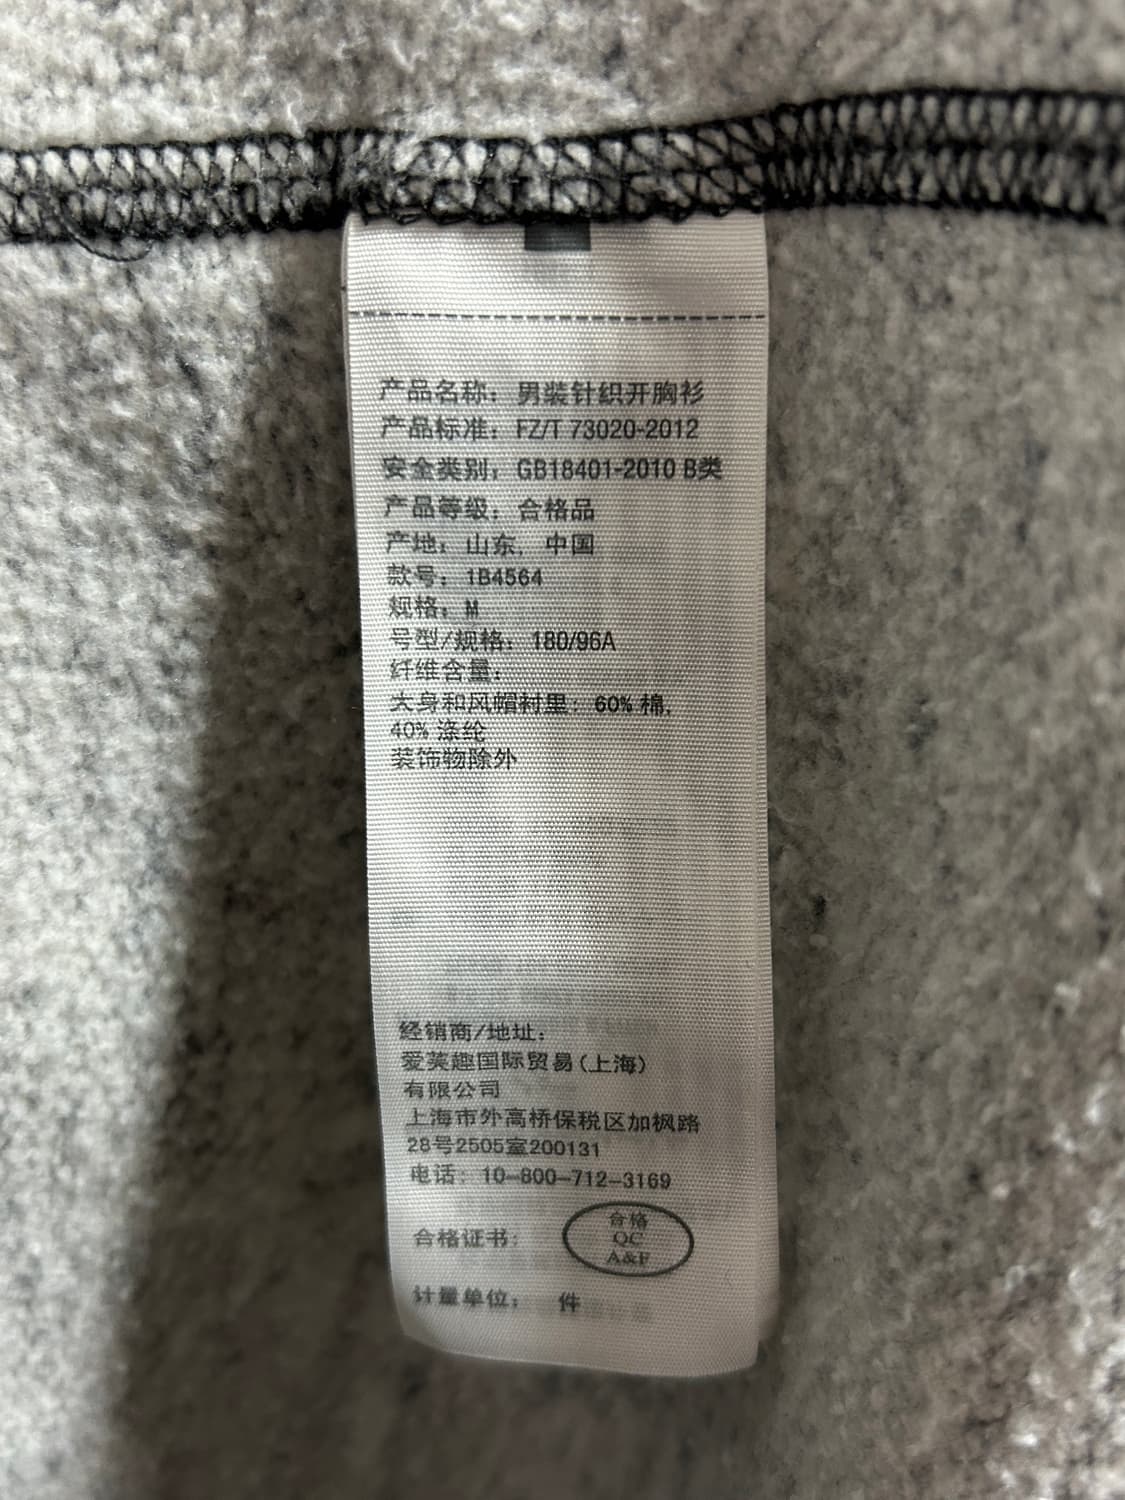 产品名称：男装针织开胸衫
产品标准：FZ/T 73020-2012
安全类别：GB18401-2010 B类
产品等级：合格品
产地：山东，中国
款号：1B4564
规格：M
号型/规格：180/96A
纤维含量：
大身和风帽衬里：60% 棉，
40% 涤纶
装饰物除外
经销商/地址：
爱芙趣国际贸易(上海)
有限公司
上海市外高桥保税区加枫路
28号2505室200131
电话：10-800-712-3169
合格
QC
A&F
合格证书：
计量单位： 件